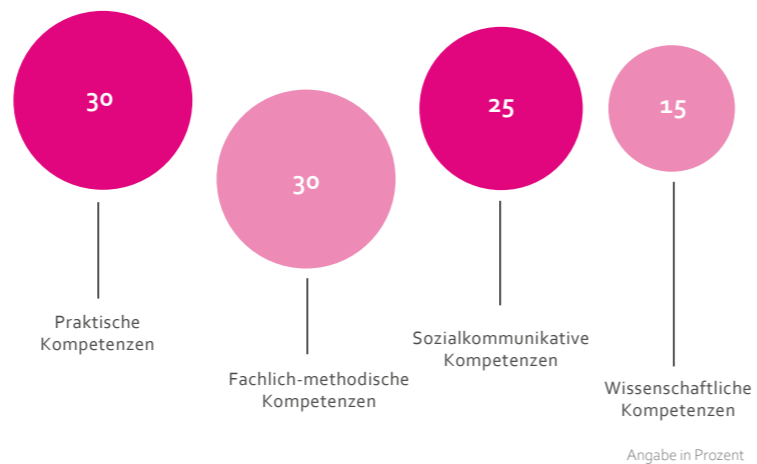 30
30
25
15
Praktische
Kompetenzen
Fachlich-methodische
Kompetenzen
Sozialkommunikative
Kompetenzen
Wissenschaftliche
Kompetenzen
Angabe in Prozent